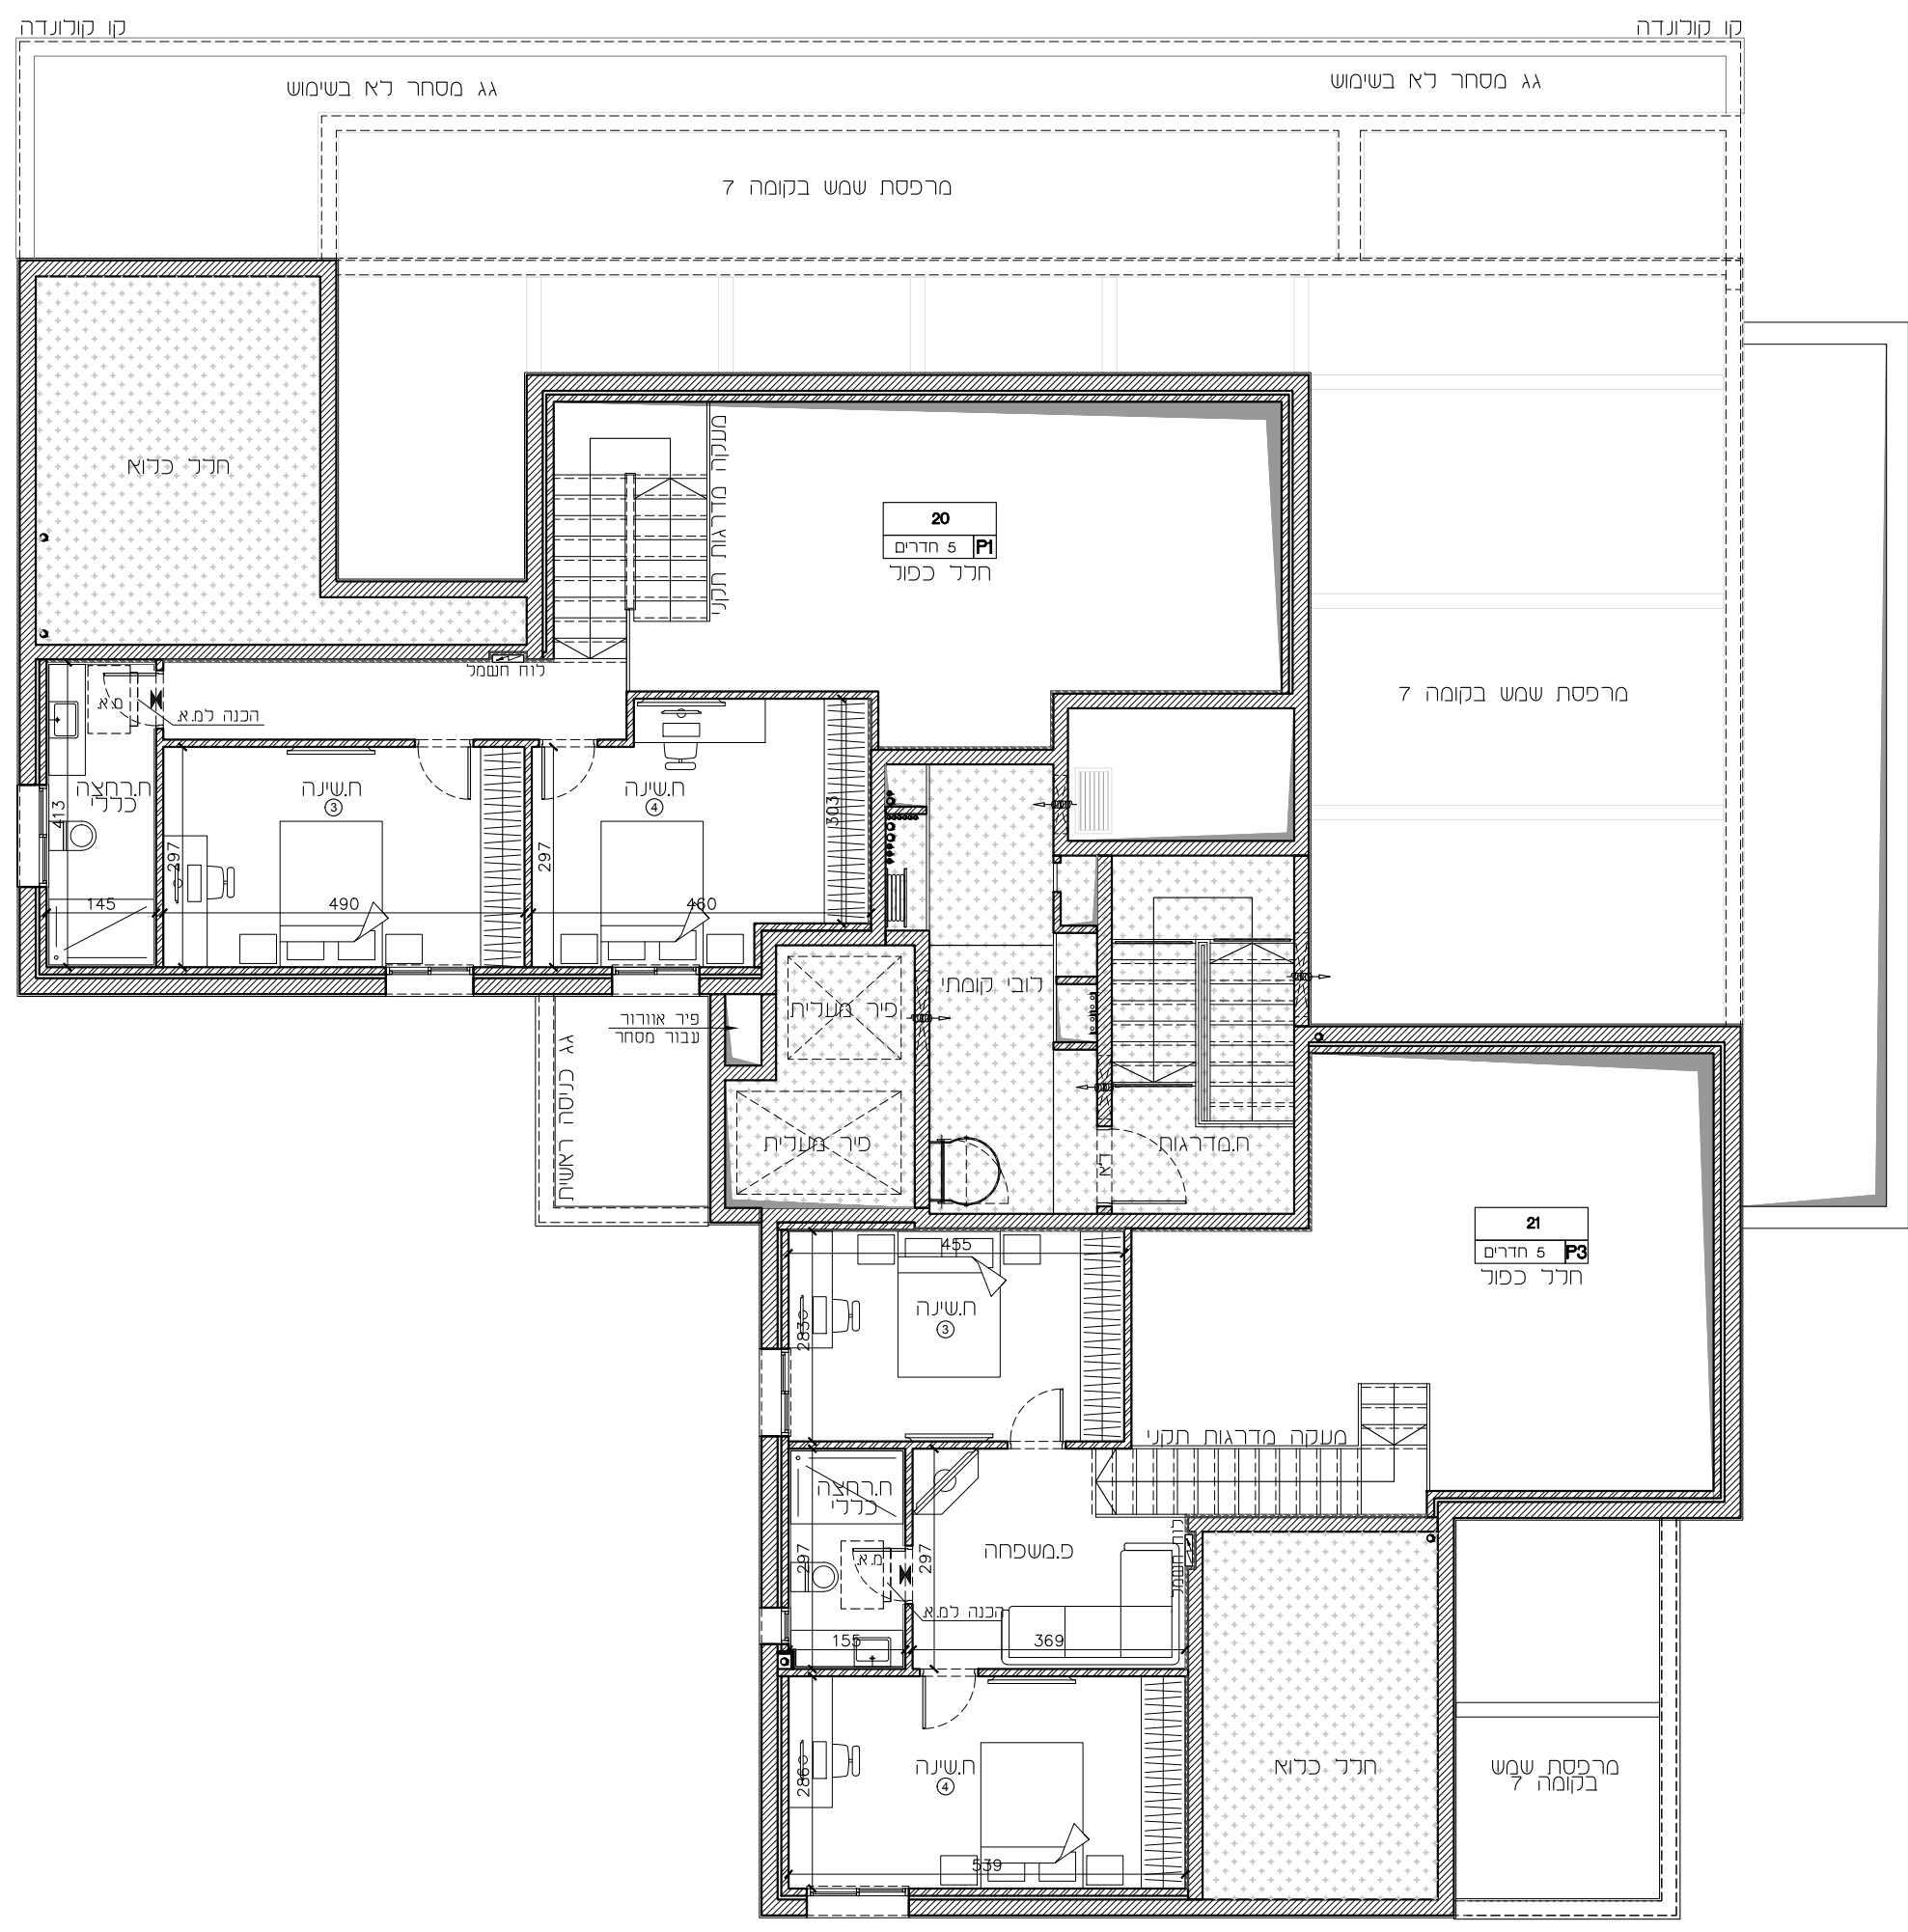 קו קולונדה
קו קולונדה
גג מסחר לא בשימוש
גג מסחר לא בשימוש
מרפסת שמש בקומה 7
חלל כלוא
מעקה מדרגות תקני
20
5 חדרים P1
חלל כפול
לוח חשמל
מ.א.
הכנה למ.א.
מרפסת שמש בקומה 7
ח.רחצה
כללי
413
145
ח.שינה
3
297
490
ח.שינה
4
297
303
460
לובי קומתי
פיר מעלית
פיר אוורור
עבור מסחר
גג כניסה ראשית
פיר מעלית
ח.מדרגות
21
5 חדרים P3
חלל כפול
455
ח.שינה
3
מעקה מדרגות תקני
ח.רחצה
כללי
297
מ.א.
הכנה למ.א.
155
פ.משפחה
297
369
לוח חשמל
ח.שינה
4
539
חלל כלוא
מרפסת שמש
בקומה 7